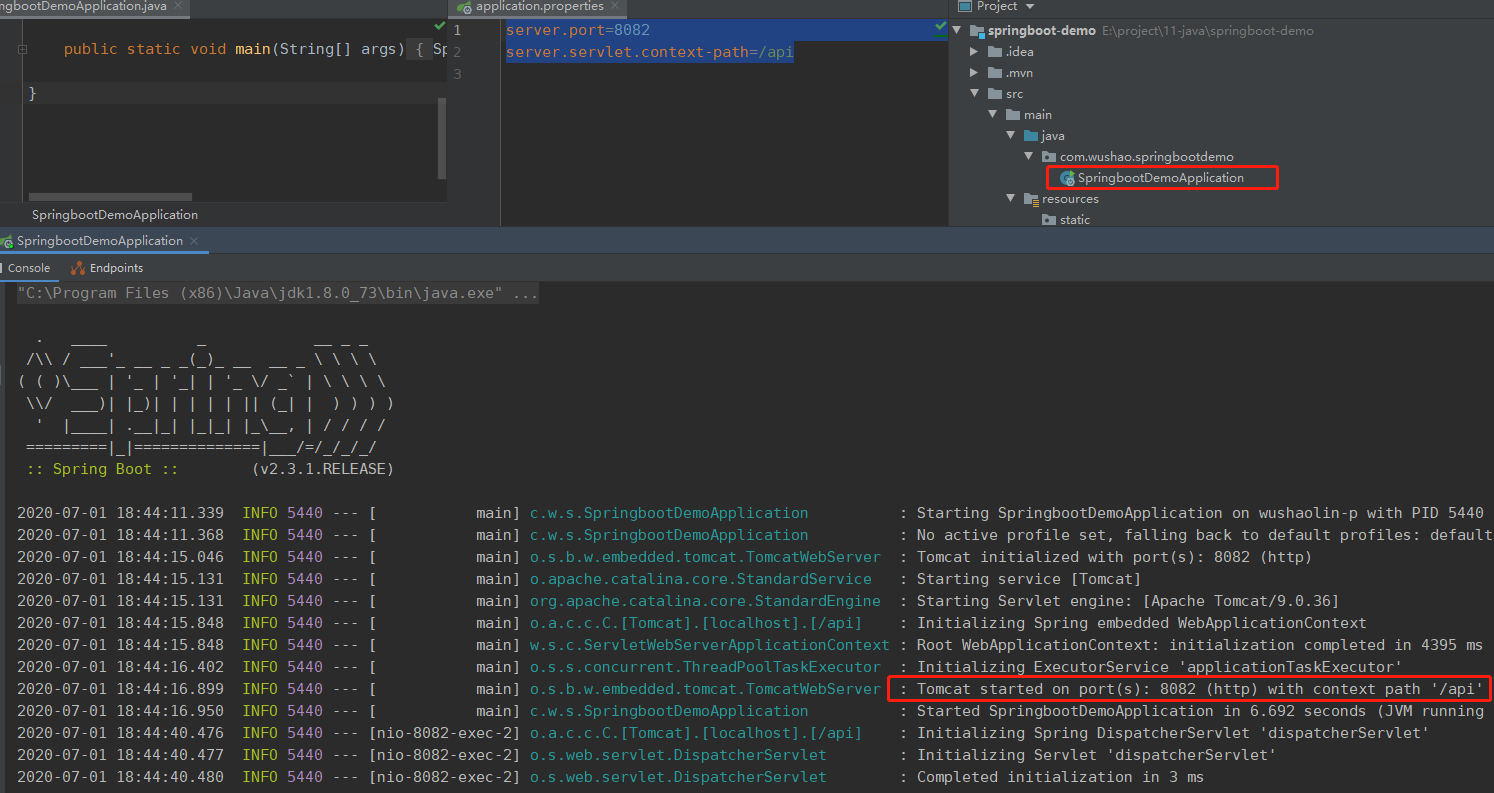 ngbootDemoApplication.java
public static void main(String[] args) { Sp
}
SpringbootDemoApplication
application.properties
1 server.port=8082
2 server.servlet.context-path=/api
3
Project
springboot-demo E:\project\11-java\springboot-demo
.idea
.mvn
src
main
java
com.wushao.springbootdemo
SpringbootDemoApplication
resources
static
SpringbootDemoApplication
Console Endpoints
"C:\Program Files (x86)\Java\jdk1.8.0_73\bin\java.exe" ...
  .   ____          _            __ _ _
 /\\ / ___'_ __ _ _(_)_ __  __ _ \ \ \ \
( ( )\___ | '_ | '_| | '_ \/ _` | \ \ \ \
 \\/  ___)| |_)| | | | | || (_| |  ) ) ) )
  '  |____| .__|_| |_|_| |_\__, | / / / /
 =========|_|==============|___/=/_/_/_/
 :: Spring Boot ::        (v2.3.1.RELEASE)
2020-07-01 18:44:11.339  INFO 5440 --- [           main] c.w.s.SpringbootDemoApplication          : Starting SpringbootDemoApplication on wushaolin-p with PID 5440
2020-07-01 18:44:11.368  INFO 5440 --- [           main] c.w.s.SpringbootDemoApplication          : No active profile set, falling back to default profiles: default
2020-07-01 18:44:15.046  INFO 5440 --- [           main] o.s.b.w.embedded.tomcat.TomcatWebServer  : Tomcat initialized with port(s): 8082 (http)
2020-07-01 18:44:15.131  INFO 5440 --- [           main] o.apache.catalina.core.StandardService   : Starting service [Tomcat]
2020-07-01 18:44:15.131  INFO 5440 --- [           main] org.apache.catalina.core.StandardEngine  : Starting Servlet engine: [Apache Tomcat/9.0.36]
2020-07-01 18:44:15.848  INFO 5440 --- [           main] o.a.c.c.C.[Tomcat].[localhost].[/api]    : Initializing Spring embedded WebApplicationContext
2020-07-01 18:44:15.848  INFO 5440 --- [           main] w.s.c.ServletWebServerApplicationContext : Root WebApplicationContext: initialization completed in 4395 ms
2020-07-01 18:44:16.402  INFO 5440 --- [           main] o.s.s.concurrent.ThreadPoolTaskExecutor  : Initializing ExecutorService 'applicationTaskExecutor'
2020-07-01 18:44:16.899  INFO 5440 --- [           main] o.s.b.w.embedded.tomcat.TomcatWebServer  : Tomcat started on port(s): 8082 (http) with context path '/api'
2020-07-01 18:44:16.950  INFO 5440 --- [           main] c.w.s.SpringbootDemoApplication          : Started SpringbootDemoApplication in 6.692 seconds (JVM running
2020-07-01 18:44:40.476  INFO 5440 --- [nio-8082-exec-2] o.a.c.c.C.[Tomcat].[localhost].[/api]    : Initializing Spring DispatcherServlet 'dispatcherServlet'
2020-07-01 18:44:40.477  INFO 5440 --- [nio-8082-exec-2] o.s.web.servlet.DispatcherServlet        : Initializing Servlet 'dispatcherServlet'
2020-07-01 18:44:40.480  INFO 5440 --- [nio-8082-exec-2] o.s.web.servlet.DispatcherServlet        : Completed initialization in 3 ms